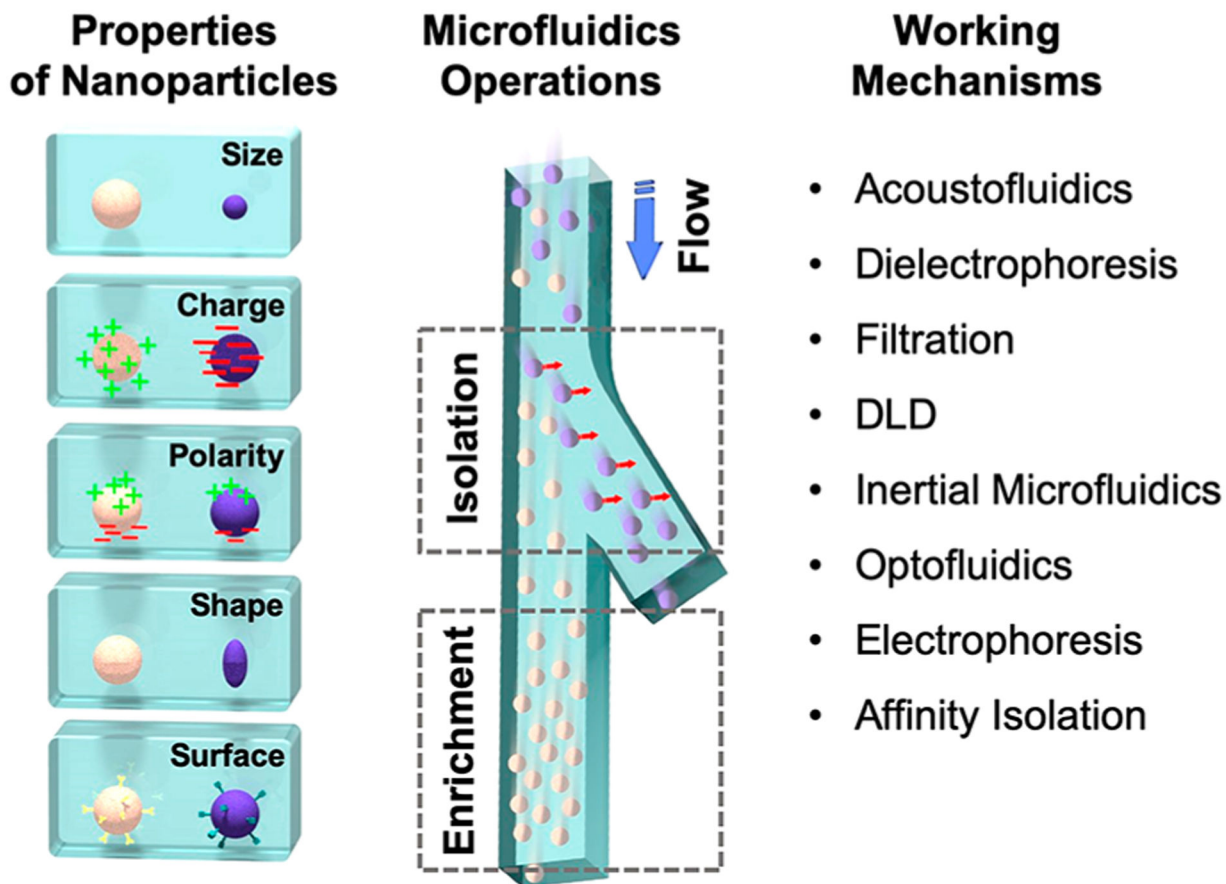 Properties
of Nanoparticles
Size
Charge
Polarity
Shape
Surface
Microfluidics
Operations
Flow
Isolation
Enrichment
Working
Mechanisms
• Acoustofluidics
• Dielectrophoresis
• Filtration
• DLD
• Inertial Microfluidics
• Optofluidics
• Electrophoresis
• Affinity Isolation